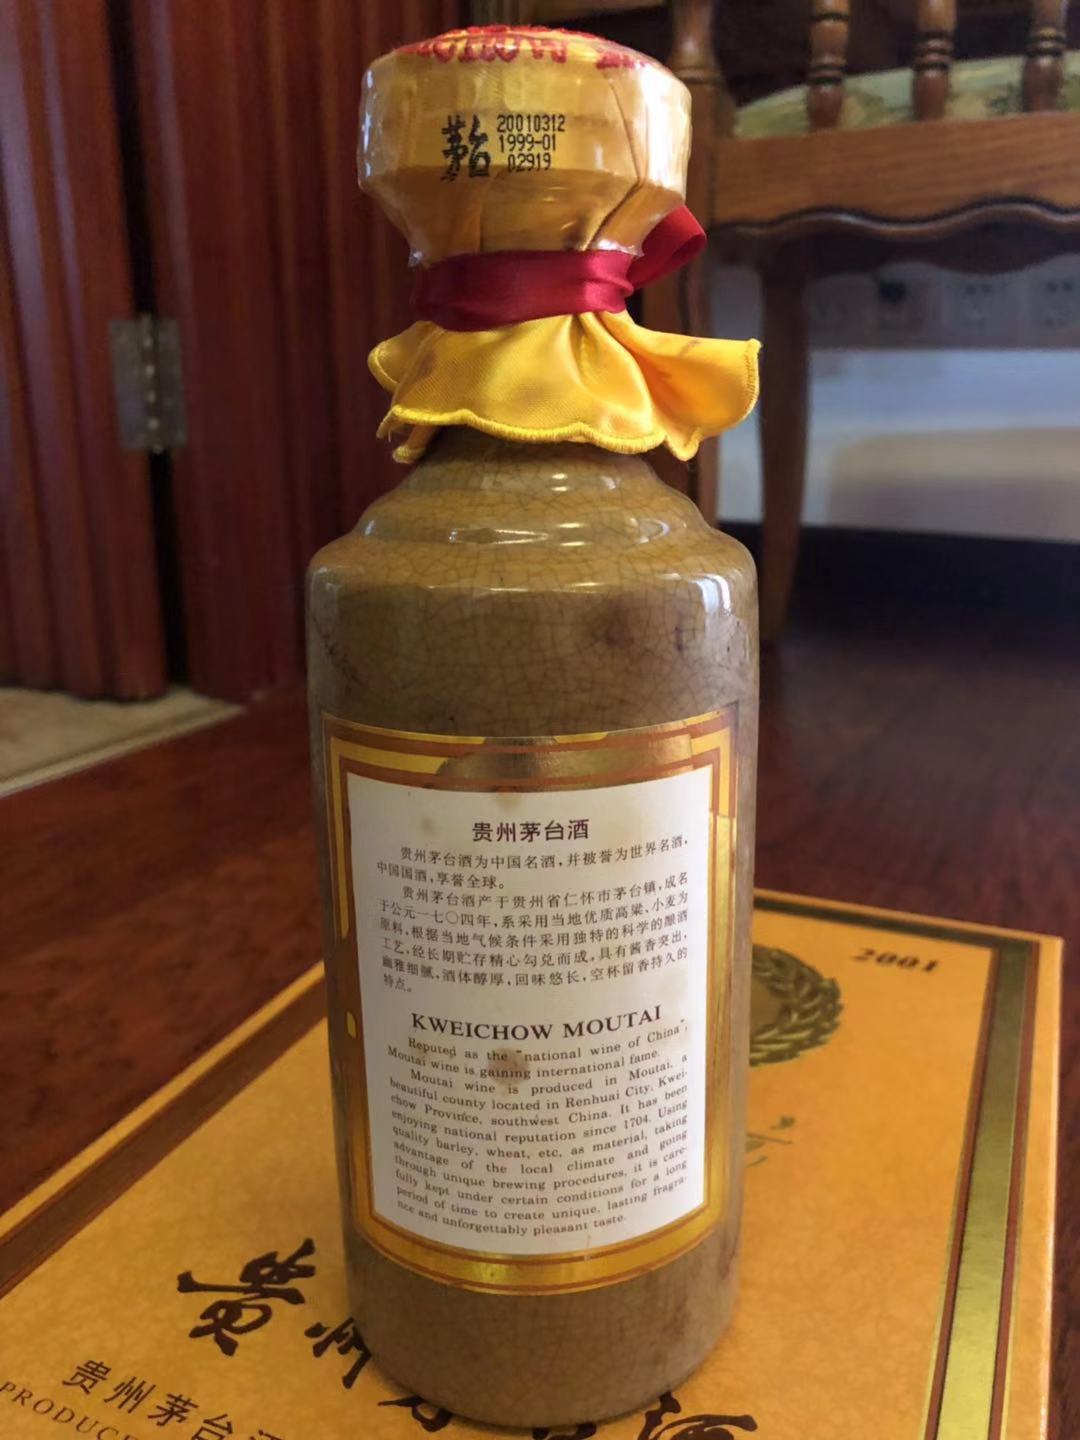 茅台
20010312
1999-01
02919
贵州茅台酒
贵州茅台酒为中国名酒,并被誉为世界名酒,
中国国酒,享誉全球。
贵州茅台酒产于贵州省仁怀市茅台镇,成名
于公元一七〇四年,系采用当地优质高粱、小麦为
原料,根据当地气候条件采用独特的科学的酿酒
工艺,经长期贮存精心勾兑而成。具有酱香突出,
幽雅细腻,酒体醇厚,回味悠长,空杯留香持久的
特点。
KWEICHOW MOUTAI
Reputed as the "national wine of China",
Moutai wine is gaining international fame.
Moutai wine is produced in Moutai, a
beautiful county located in Renhuai City, Kwei-
chow Province, southwest China. It has been
enjoying national reputation since 1704. Using
quality barley, wheat, etc, as material, taking
advantage of the local climate and going
through unique brewing procedures, it is care-
fully kept under certain conditions for a long
period of time to create unique, lasting fragra-
nce and unforgettably pleasant taste.
2001
贵州 酒
贵州茅台酒